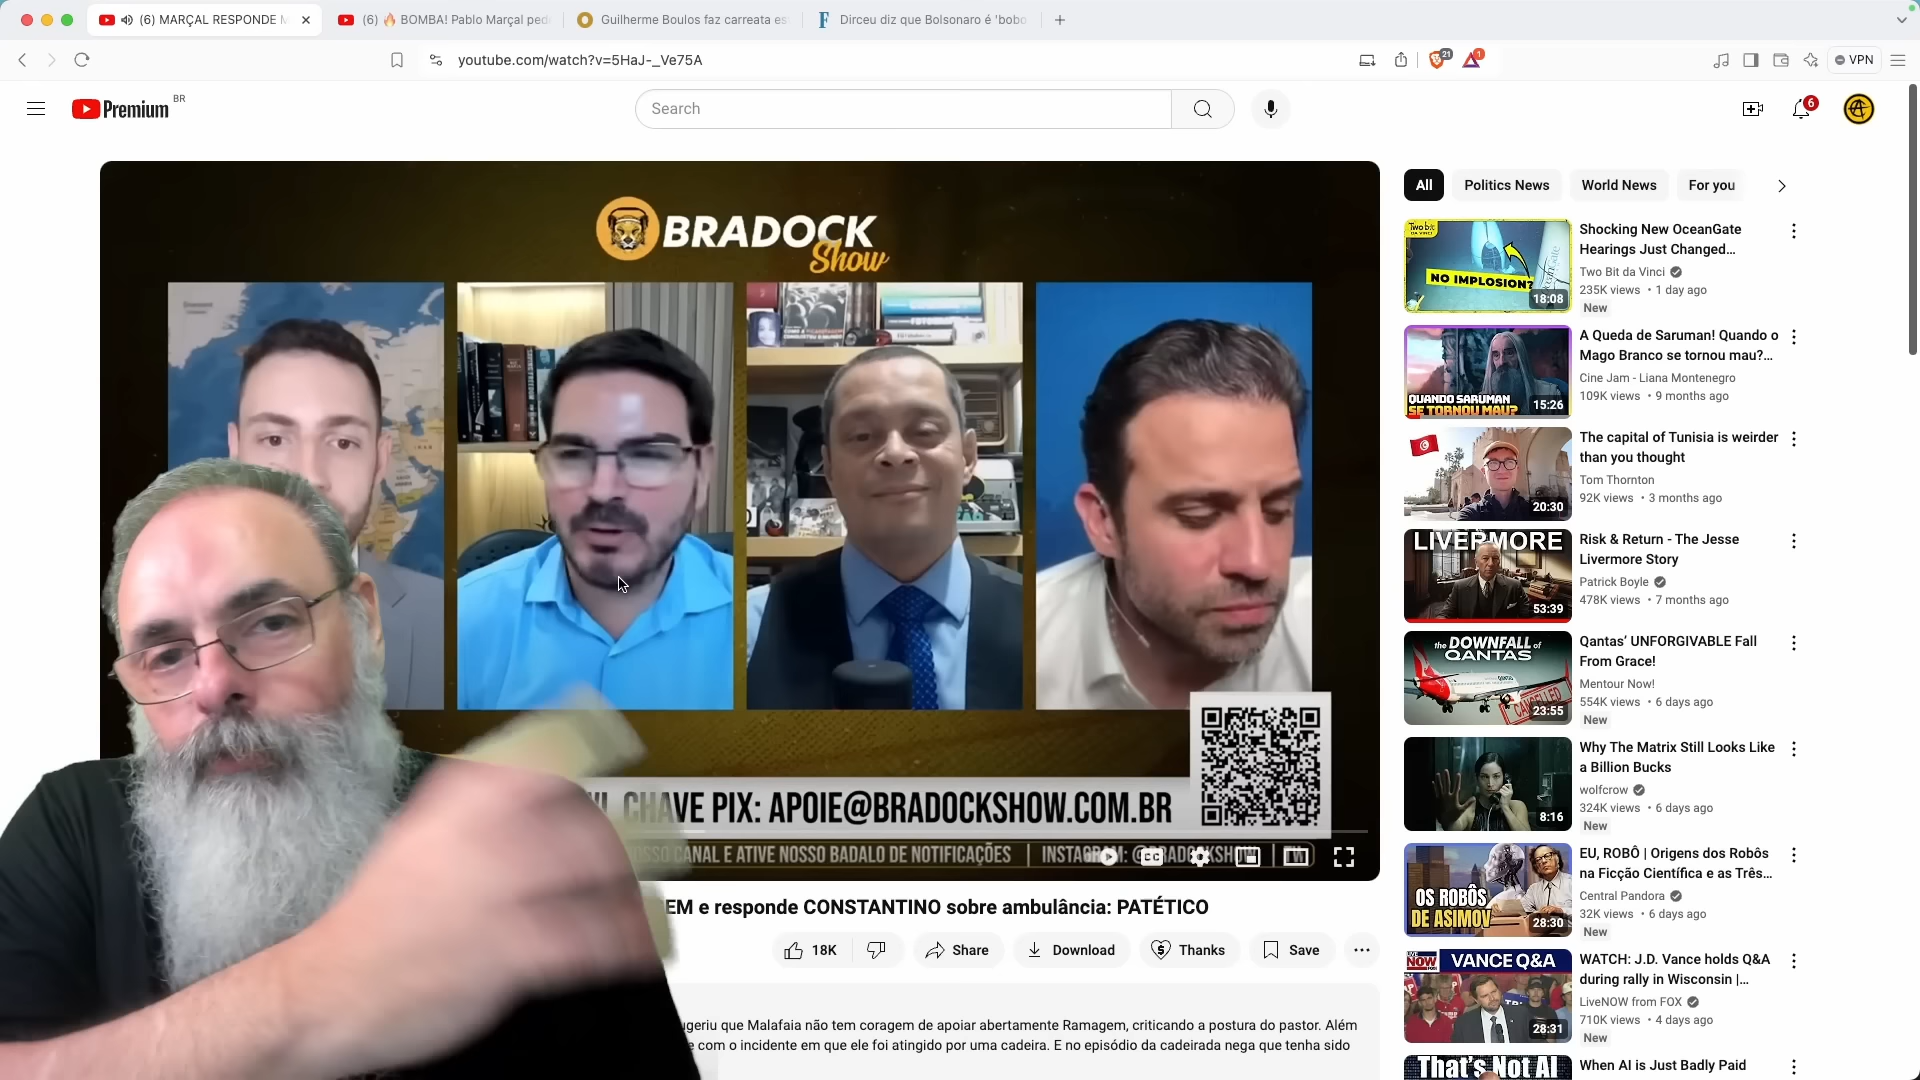 (6) MARÇAL RESPONDE
(6) 🔥 BOMBA! Pablo Marçal ped
Guilherme Boulos faz carreata es
Dirceu diz que Bolsonaro é 'bobo
youtube.com/watch?v=5HaJ-_Ve75A
21
1
VPN
Premium
BR
Search
6
BRADOCK
Show
CHAVE PIX: APOIE@BRADOCKSHOW.COM.BR
CANAL E ATIVE NOSSO BADALO DE NOTIFICAÇÕES
EM e responde CONSTANTINO sobre ambulância: PATÉTICO
18K
Share
Download
Thanks
Save
ugeriu que Malafaia não tem coragem de apoiar abertamente Ramagem, criticando a postura do pastor. Além
e com o incidente em que ele foi atingido por uma cadeira. E no episódio da cadeirada nega que tenha sido
All
Politics News
World News
For you
Two bit
DA VINCI
NO IMPLOSION?
18:08
Shocking New OceanGate
Hearings Just Changed…
Two Bit da Vinci
235K views • 1 day ago
New
QUANDO SARUMAN
SE TORNOU MAU?
15:26
A Queda de Saruman! Quando o
Mago Branco se tornou mau?…
Cine Jam - Liana Montenegro
109K views • 9 months ago
20:30
The capital of Tunisia is weirder
than you thought
Tom Thornton
92K views • 3 months ago
LIVERMORE
53:39
Risk & Return - The Jesse
Livermore Story
Patrick Boyle
478K views • 7 months ago
the DOWNFALL of
QANTAS
CANCELLED
23:55
Qantas’ UNFORGIVABLE Fall
From Grace!
Mentour Now!
554K views • 6 days ago
New
8:16
Why The Matrix Still Looks Like
a Billion Bucks
wolfcrow
324K views • 6 days ago
New
OS ROBÔS
DE ASIMOV
28:30
EU, ROBÔ | Origens dos Robôs
na Ficção Científica e as Três…
Central Pandora
32K views • 6 days ago
New
LIVE
NOW
FOX
VANCE Q&A
28:31
WATCH: J.D. Vance holds Q&A
during rally in Wisconsin |…
LiveNOW from FOX
710K views • 4 days ago
New
That's Not AI
When AI is Just Badly Paid